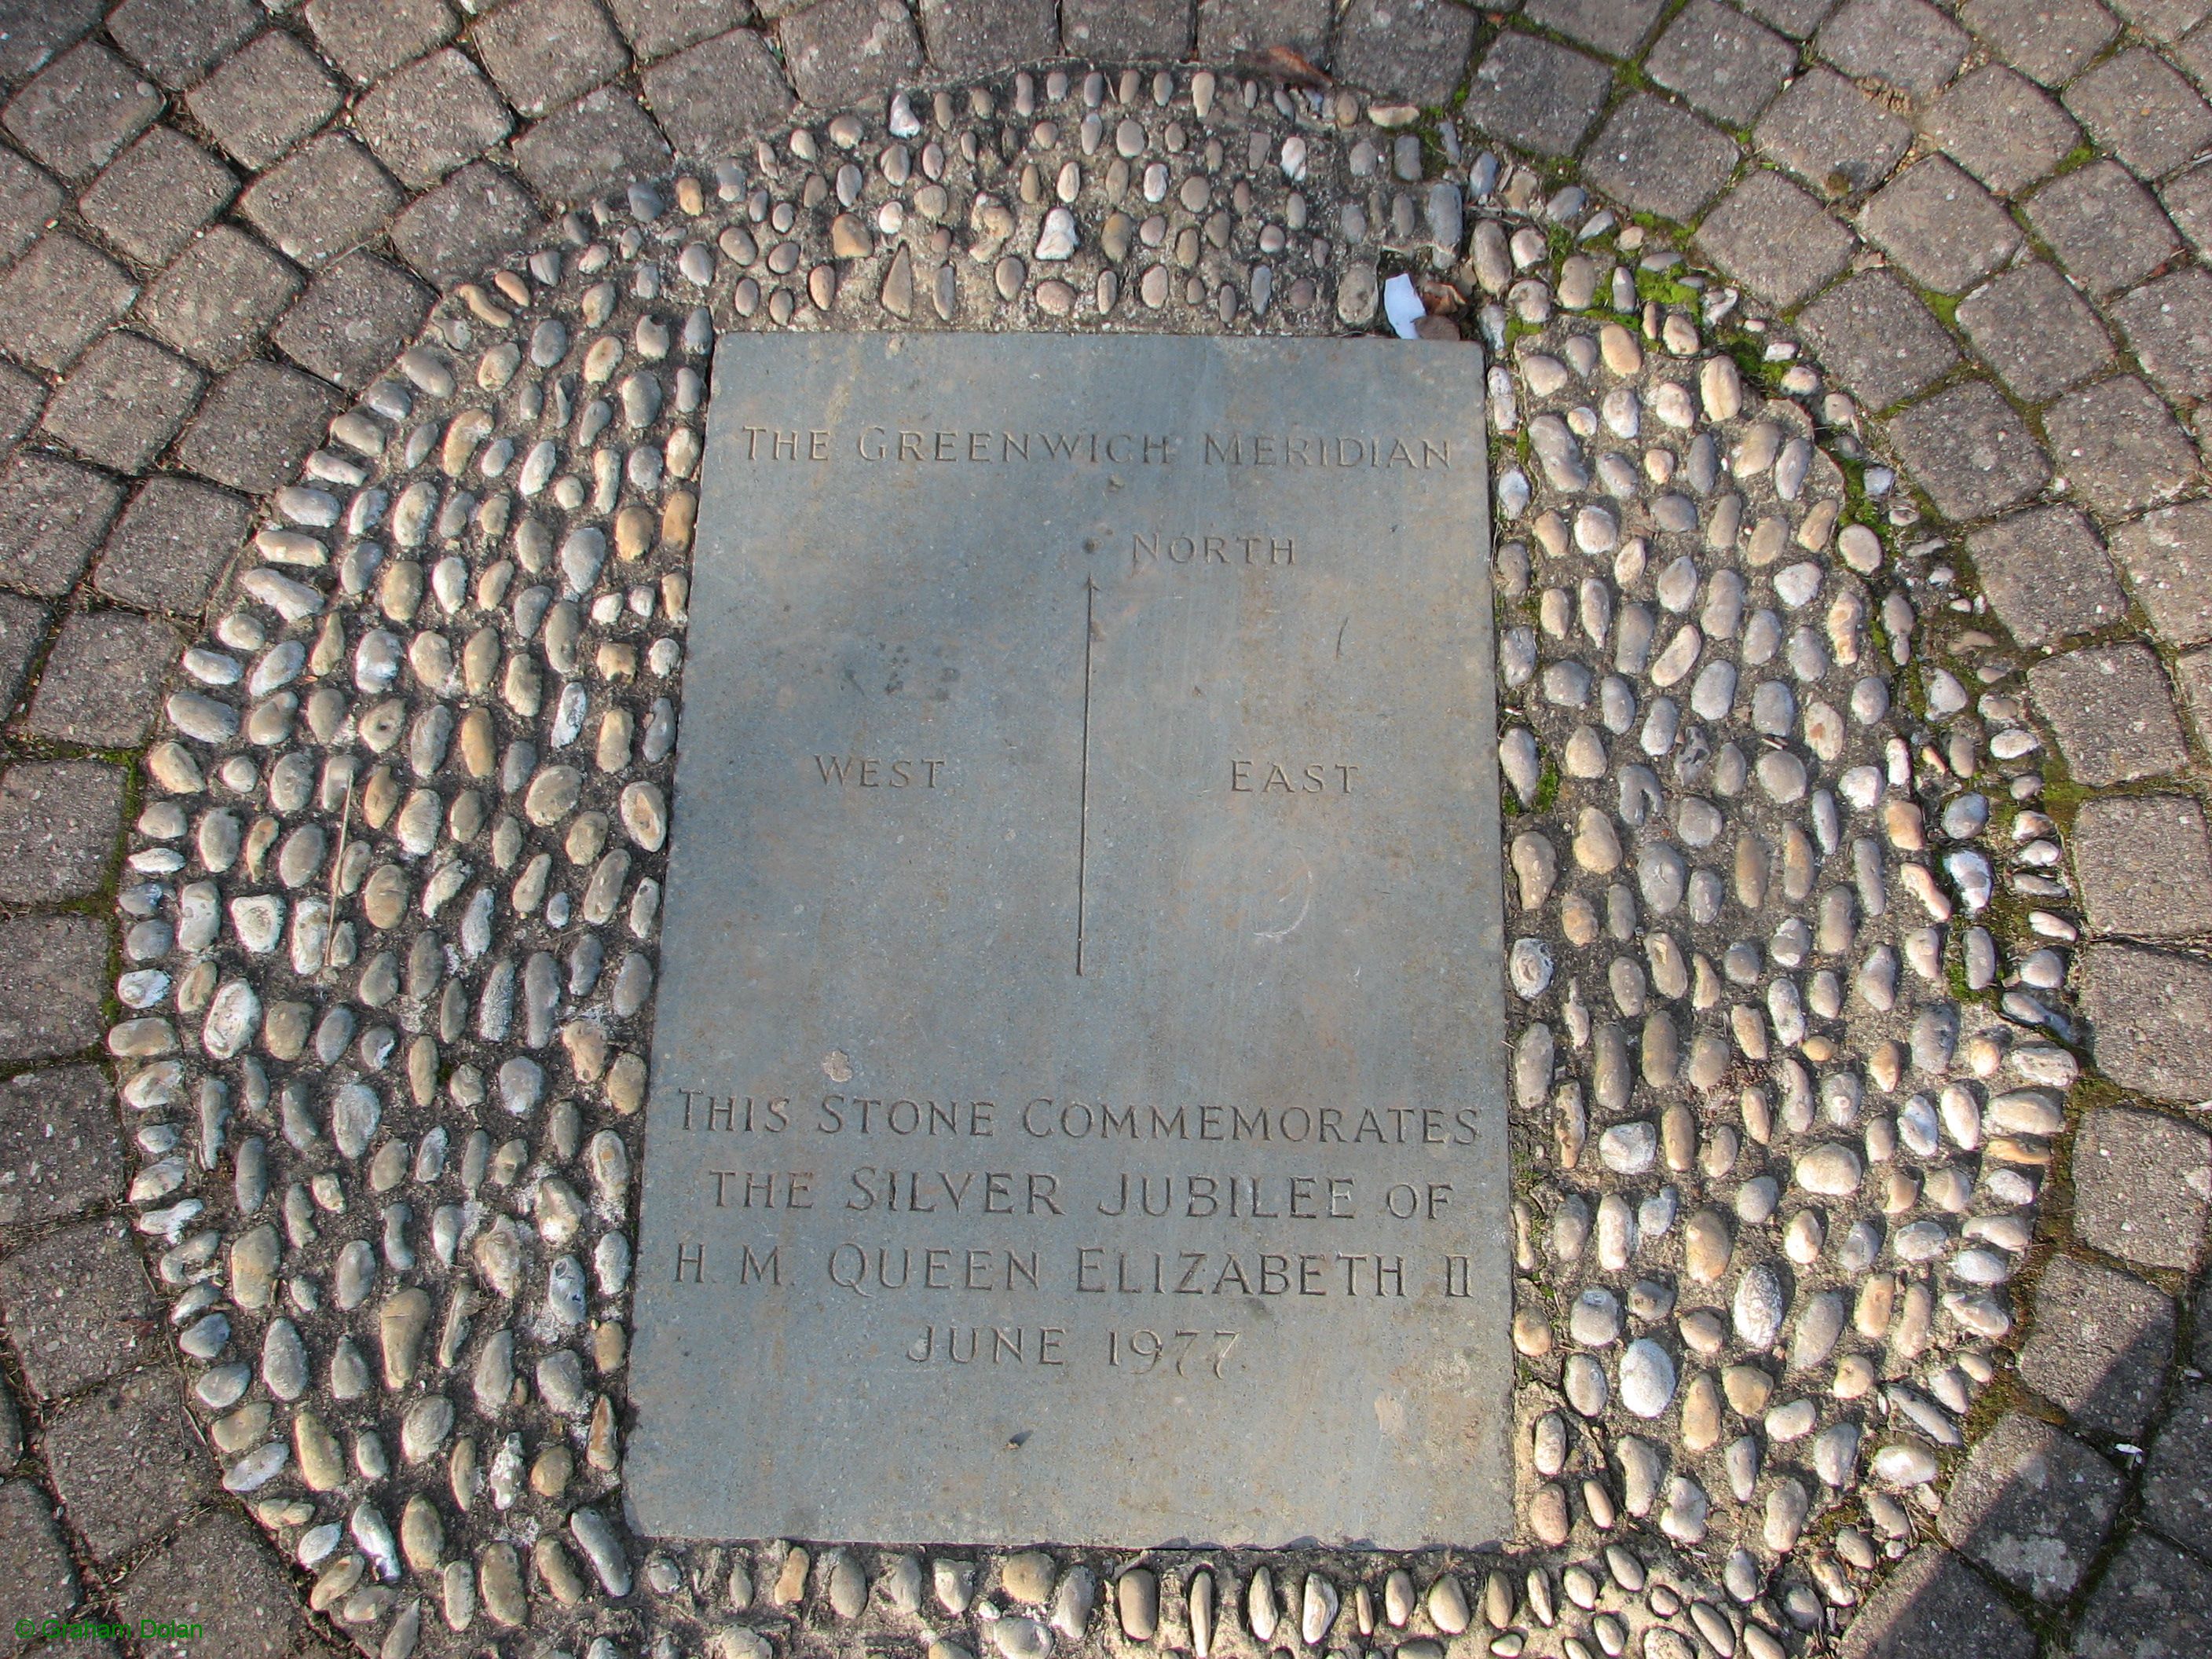 THE GREENWICH MERIDIAN
NORTH
WEST EAST
THIS STONE COMMEMORATES
THE SILVER JUBILEE OF
H. M. QUEEN ELIZABETH II
JUNE 1977
© Graham Dolan